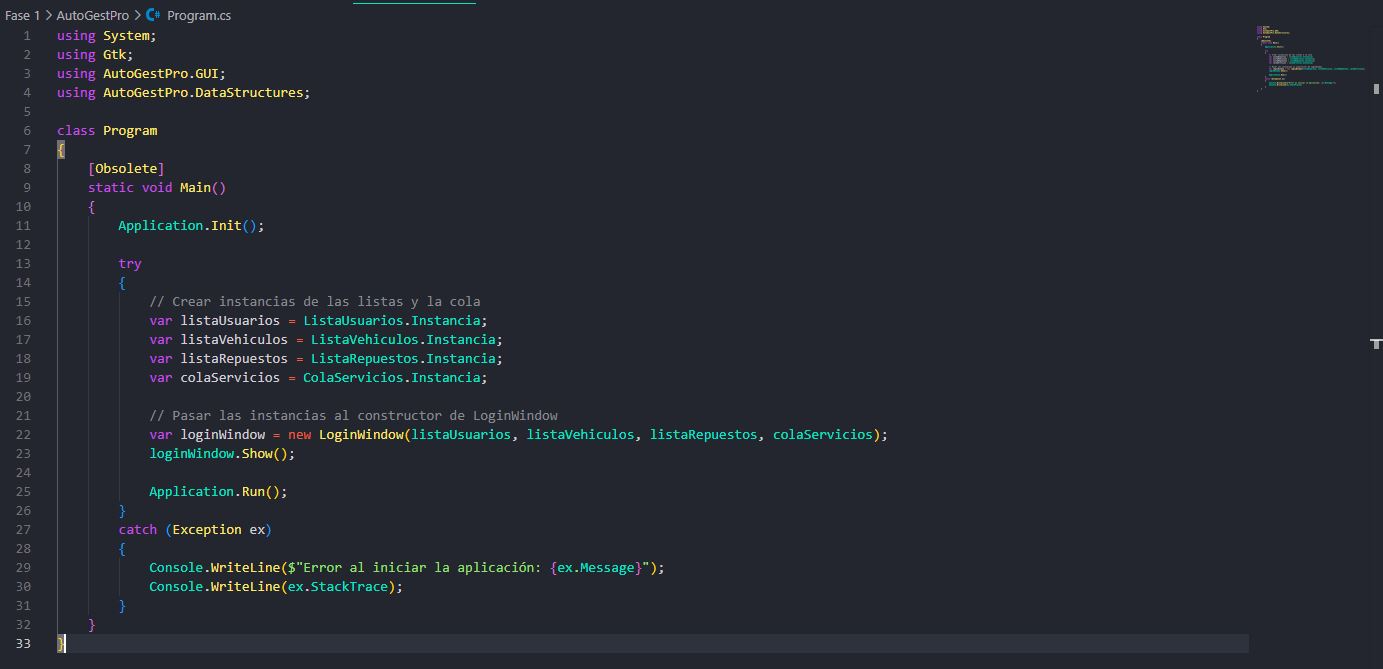 Fase 1 > AutoGestPro > C# Program.cs
1 using System;
2 using Gtk;
3 using AutoGestPro.GUI;
4 using AutoGestPro.DataStructures;
5
6 class Program
7 {
8     [Obsolete]
9     static void Main()
10     {
11         Application.Init();
12
13         try
14         {
15             // Crear instancias de las listas y la cola
16             var listaUsuarios = ListaUsuarios.Instancia;
17             var listaVehiculos = ListaVehiculos.Instancia;
18             var listaRepuestos = ListaRepuestos.Instancia;
19             var colaServicios = ColaServicios.Instancia;
20
21             // Pasar las instancias al constructor de LoginWindow
22             var loginWindow = new LoginWindow(listaUsuarios, listaVehiculos, listaRepuestos, colaServicios);
23             loginWindow.Show();
24
25             Application.Run();
26         }
27         catch (Exception ex)
28         {
29             Console.WriteLine($"Error al iniciar la aplicación: {ex.Message}");
30             Console.WriteLine(ex.StackTrace);
31         }
32     }
33 }